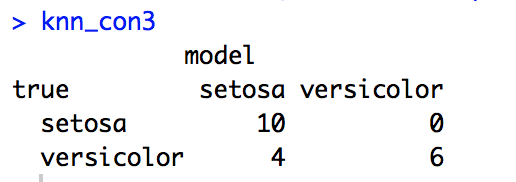 > knn_con3
model
true setosa versicolor
setosa 10 0
versicolor 4 6